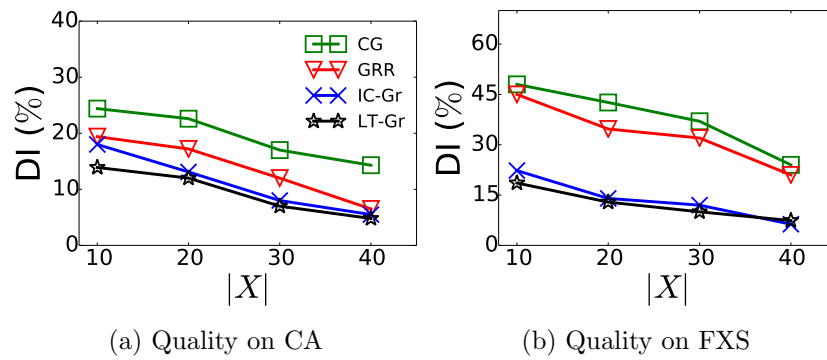 40
30
20
10
0
DI (%)
10 20 30 40
|X|
CG
GRR
IC-Gr
LT-Gr
(a) Quality on CA
60
45
30
15
0
DI (%)
10 20 30 40
|X|
(b) Quality on FXS